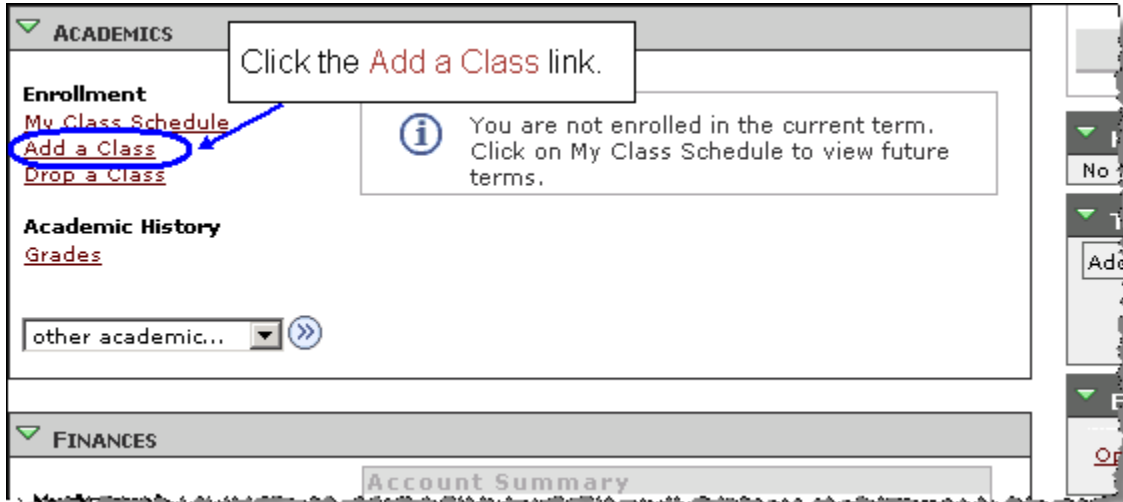 ACADEMICS
Click the Add a Class link.
Enrollment
My Class Schedule
Add a Class
Drop a Class
You are not enrolled in the current term.
Click on My Class Schedule to view future
terms.
Academic History
Grades
other academic...
FINANCES
Account Summary
No